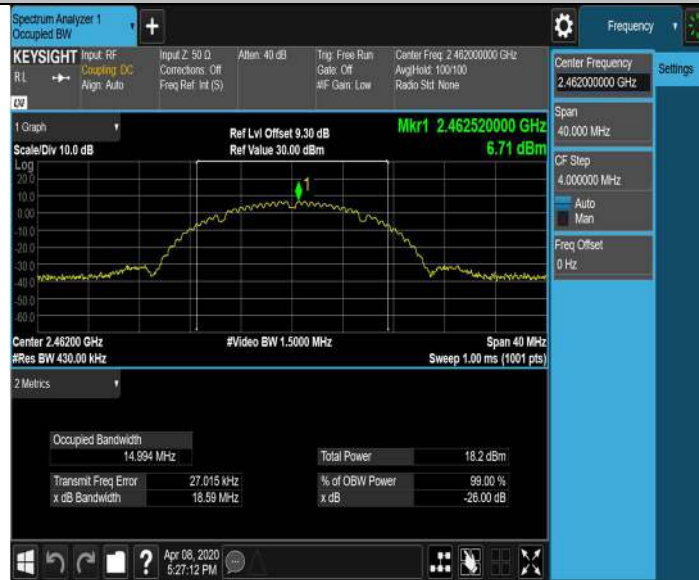 Spectrum Analyzer 1
Occupied BW
+
Frequency
KEYSIGHT
R L
Input: RF
Coupling: DC
Align: Auto
Input Z: 50 Ω
Corrections: Off
Freq Ref: Int (S)
Atten: 40 dB
Trig: Free Run
Gate: Off
#IF Gain: Low
Center Freq: 2.462000000 GHz
Avg|Hold: 100/100
Radio Std: None
Center Frequency
2.462000000 GHz
Settings
Span
40.000 MHz
CF Step
4.000000 MHz
Auto
Man
Freq Offset
0 Hz
1 Graph
Scale/Div 10.0 dB
Ref Lvl Offset 9.30 dB
Ref Value 30.00 dBm
Mkr1 2.462520000 GHz
6.71 dBm
Log
20.0
10.0
0.00
-10.0
-20.0
-30.0
-40.0
-60.0
1
Center 2.46200 GHz
#Res BW 430.00 kHz
#Video BW 1.5000 MHz
Span 40 MHz
Sweep 1.00 ms (1001 pts)
2 Metrics
Occupied Bandwidth
14.994 MHz
Total Power 18.2 dBm
Transmit Freq Error 27.015 kHz
% of OBW Power 99.00 %
x dB Bandwidth 18.59 MHz
x dB -26.00 dB
?
Apr 08, 2020
5:27:12 PM